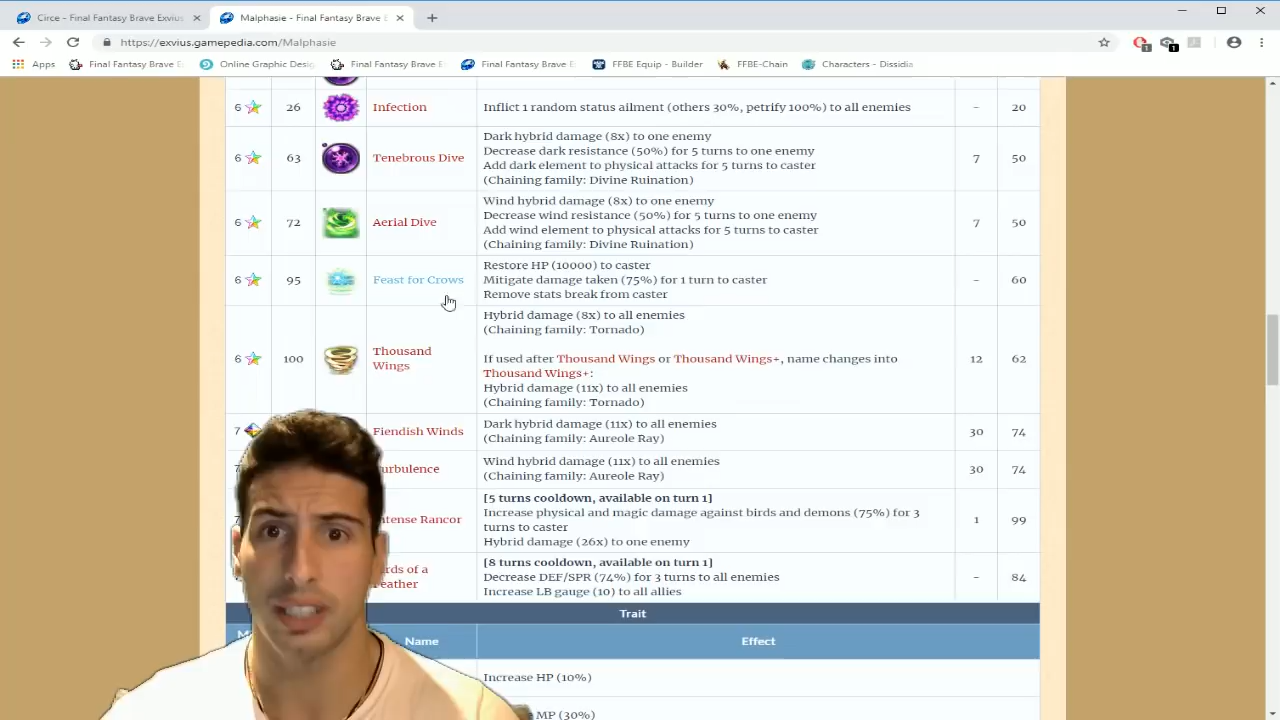 Circe - Final Fantasy Brave Exvius
Malphasie - Final Fantasy Brave E
https://exvius.gamepedia.com/Malphasie
1
1
Apps
Final Fantasy Brave E
Online Graphic Desi
Final Fantasy Brave E
Final Fantasy Brave E
FFBE Equip - Builder
FFBE-Chain
Characters - Dissidia
6 26 Infection Inflict 1 random status ailment (others 30%, petrify 100%) to all enemies - 20
6 63 Tenebrous Dive Dark hybrid damage (8x) to one enemy
Decrease dark resistance (50%) for 5 turns to one enemy
Add dark element to physical attacks for 5 turns to caster
(Chaining family: Divine Ruination)
7 50
6 72 Aerial Dive Wind hybrid damage (8x) to one enemy
Decrease wind resistance (50%) for 5 turns to one enemy
Add wind element to physical attacks for 5 turns to caster
(Chaining family: Divine Ruination)
7 50
6 95 Feast for Crows Restore HP (10000) to caster
Mitigate damage taken (75%) for 1 turn to caster
Remove stats break from caster
- 60
6 100 Thousand
Wings
Hybrid damage (8x) to all enemies
(Chaining family: Tornado)
If used after Thousand Wings or Thousand Wings+, name changes into
Thousand Wings+:
Hybrid damage (11x) to all enemies
(Chaining family: Tornado)
12 62
7 Fiendish Winds Dark hybrid damage (11x) to all enemies
(Chaining family: Aureole Ray)
30 74
7 urbulence Wind hybrid damage (11x) to all enemies
(Chaining family: Aureole Ray)
30 74
7 ntense Rancor [5 turns cooldown, available on turn 1]
Increase physical and magic damage against birds and demons (75%) for 3
turns to caster
Hybrid damage (26x) to one enemy
1 99
rds of a
eather
[8 turns cooldown, available on turn 1]
Decrease DEF/SPR (74%) for 3 turns to all enemies
Increase LB gauge (10) to all allies
- 84
Trait
Name Effect
Increase HP (10%)
MP (30%)